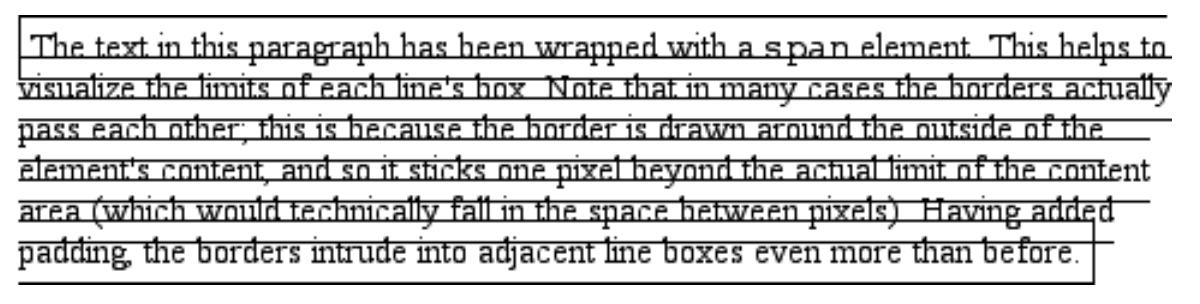 The text in this paragraph has been wrapped with a span element. This helps to
visualize the limits of each line's box. Note that in many cases the borders actually
pass each other; this is because the border is drawn around the outside of the
element's content, and so it sticks one pixel beyond the actual limit of the content
area (which would technically fall in the space between pixels). Having added
padding, the borders intrude into adjacent line boxes even more than before.